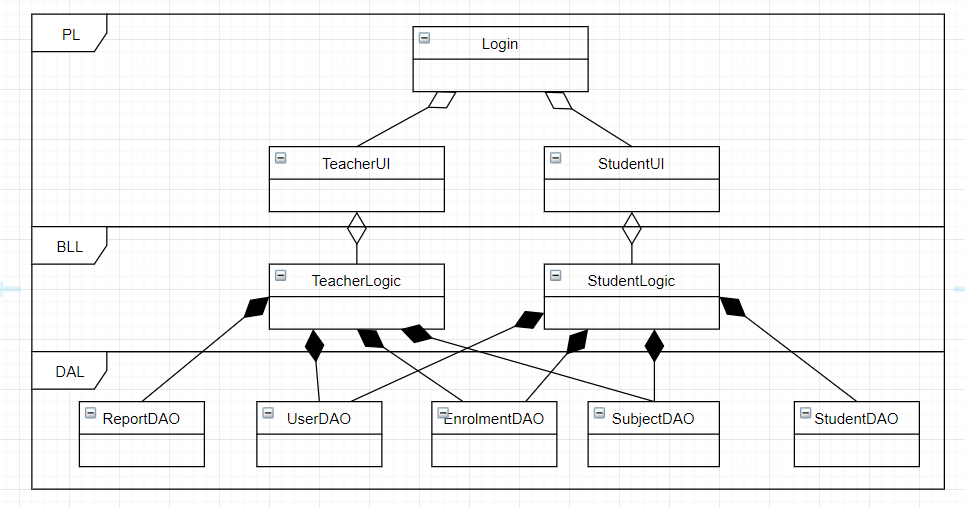 PL
Login
TeacherUI
StudentUI
BLL
TeacherLogic
StudentLogic
DAL
ReportDAO
UserDAO
EnrolmentDAO
SubjectDAO
StudentDAO